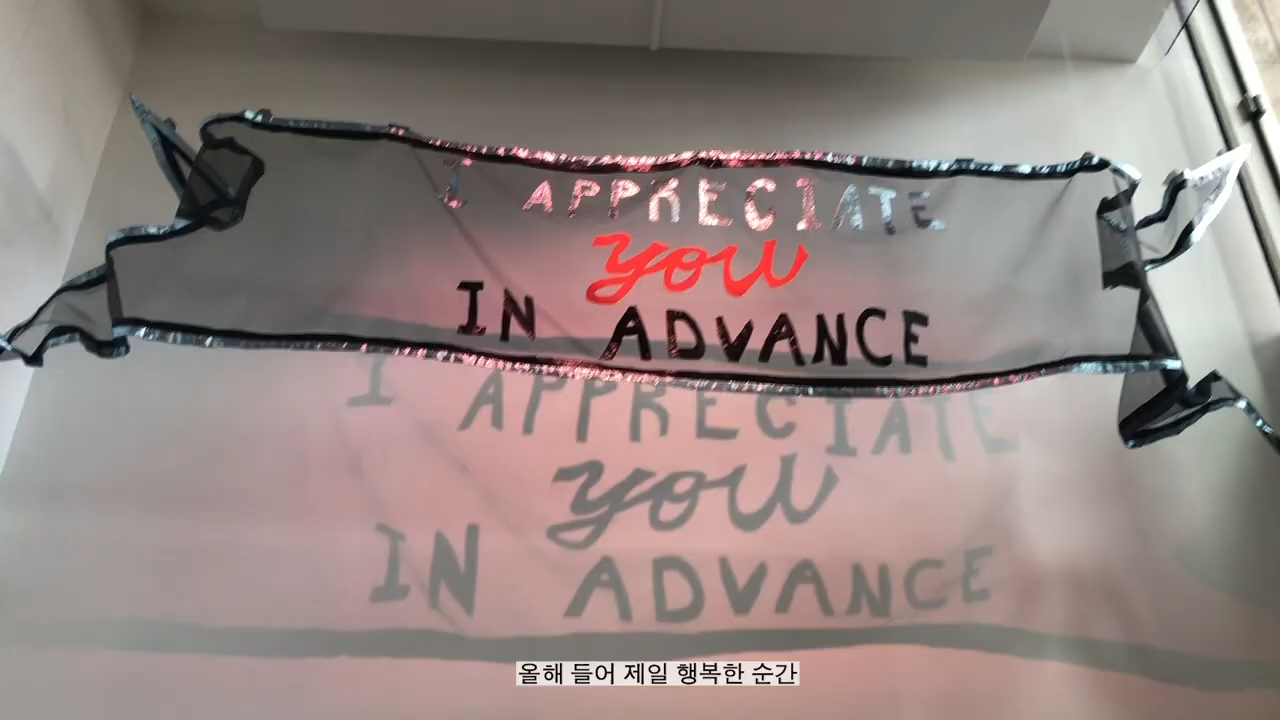 I APPRECIATE
you
IN ADVANCE
I APPRECIATE
you
IN ADVANCE
올해 들어 제일 행복한 순간